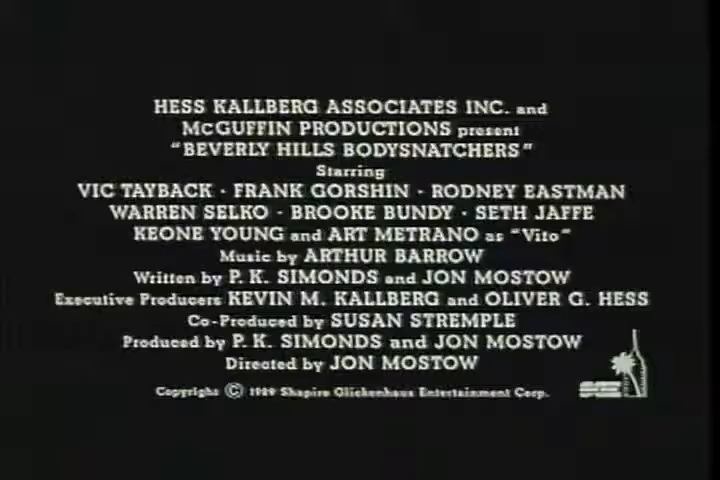 HESS KALLBERG ASSOCIATES INC. and
McGUFFIN PRODUCTIONS present
"BEVERLY HILLS BODYSNATCHERS"
Starring
VIC TAYBACK · FRANK GORSHIN · RODNEY EASTMAN
WARREN SELKO · BROOKE BUNDY · SETH JAFFE
KEONE YOUNG and ART METRANO as "Vito"
Music by ARTHUR BARROW
Written by P. K. SIMONDS and JON MOSTOW
Executive Producers KEVIN M. KALLBERG and OLIVER G. HESS
Co-Produced by SUSAN STREMPLE
Produced by P. K. SIMONDS and JON MOSTOW
Directed by JON MOSTOW
Copyright © 1989 Shapiro Glickenhaus Entertainment Corp.